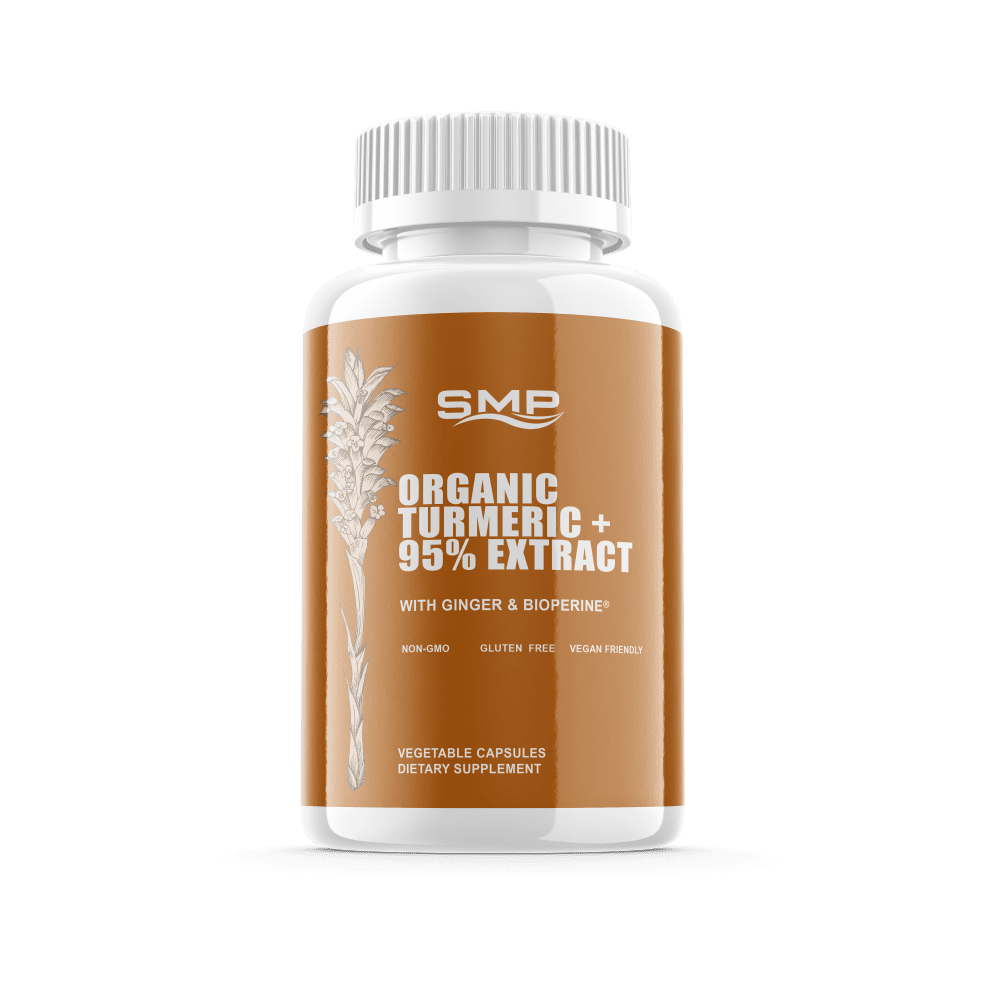 SMP
ORGANIC
TURMERIC +
95% EXTRACT
WITH GINGER & BIOPERINE®
NON-GMO GLUTEN FREE VEGAN FRIENDLY
VEGETABLE CAPSULES
DIETARY SUPPLEMENT